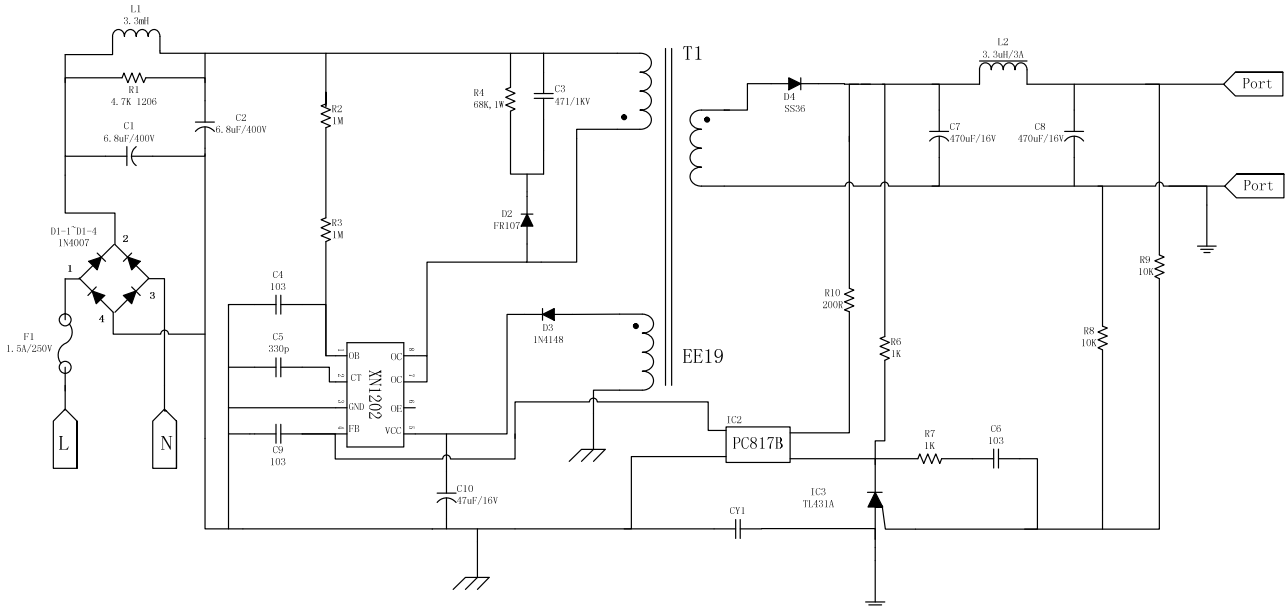 L1
3.3mH
R1
4.7K 1206
C1
6.8uF/400V
C2
6.8uF/400V
R2
1M
R4
68K,1W
C3
471/1KV
T1
D4
SS36
L2
3.3uH/3A
C7
470uF/16V
C8
470uF/16V
Port
Port
R3
1M
D2
FR107
D1-1~D1-4
1N4007
1
2
3
4
F1
1.5A/250V
L
N
C4
103
C5
330p
C9
103
XN1202
1
OB
2
CT
3
GND
4
FB
8
OC
7
OC
6
OE
5
VCC
D3
1N4148
EE19
C10
47uF/16V
IC2
PC817B
R10
200R
R6
1K
R9
10K
R8
10K
R7
1K
C6
103
IC3
TL431A
CY1